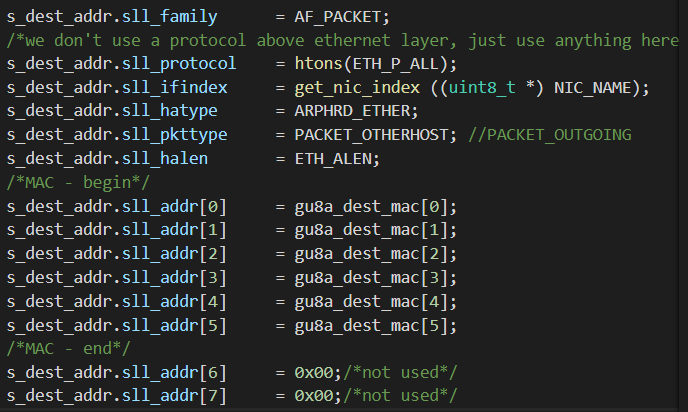 s_dest_addr.sll_family = AF_PACKET;
/*we don't use a protocol above ethernet layer, just use anything here
s_dest_addr.sll_protocol = htons(ETH_P_ALL);
s_dest_addr.sll_ifindex = get_nic_index ((uint8_t *) NIC_NAME);
s_dest_addr.sll_hatype = ARPHRD_ETHER;
s_dest_addr.sll_pkttype = PACKET_OTHERHOST; //PACKET_OUTGOING
s_dest_addr.sll_halen = ETH_ALEN;
/*MAC - begin*/
s_dest_addr.sll_addr[0] = gu8a_dest_mac[0];
s_dest_addr.sll_addr[1] = gu8a_dest_mac[1];
s_dest_addr.sll_addr[2] = gu8a_dest_mac[2];
s_dest_addr.sll_addr[3] = gu8a_dest_mac[3];
s_dest_addr.sll_addr[4] = gu8a_dest_mac[4];
s_dest_addr.sll_addr[5] = gu8a_dest_mac[5];
/*MAC - end*/
s_dest_addr.sll_addr[6] = 0x00;/*not used*/
s_dest_addr.sll_addr[7] = 0x00;/*not used*/